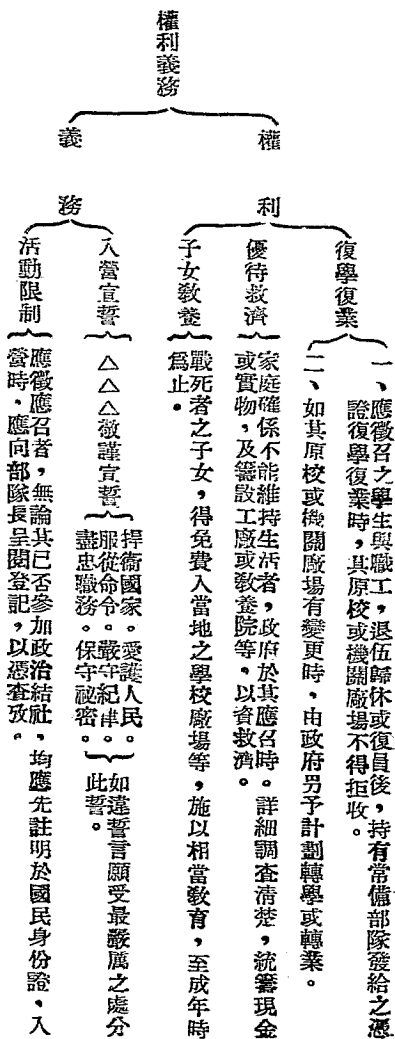 權利義務
權利
復學復業
一、應徵召之學生與職工，退伍歸休或復員後，持有常備部隊發給之憑
證復學復業時，其原校或機關廠場不得拒收。
二、如其原校或機關廠場有變更時，由政府另予計劃轉學或轉業。
優待救濟
家庭確係不能維持生活者，政府於其應召時。詳細調查清楚，統籌現金
或實物，及籌設工廠或教養院等，以資救濟。
子女教養
戰死者之子女，得免費入當地之學校廠場等，施以相當教育，至成年時
爲止。
義務
入營宣誓
△△△敬謹宣誓
捍衞國家。愛護人民。
服從命令。嚴守紀律。
盡忠職務。保守祕密。
如違誓言願受最嚴厲之處分
此誓。
活動限制
應徵應召者，無論其已否參加政治結社，均應先註明於國民身份證，入
營時，應向部隊長呈閱登記，以憑查攷。